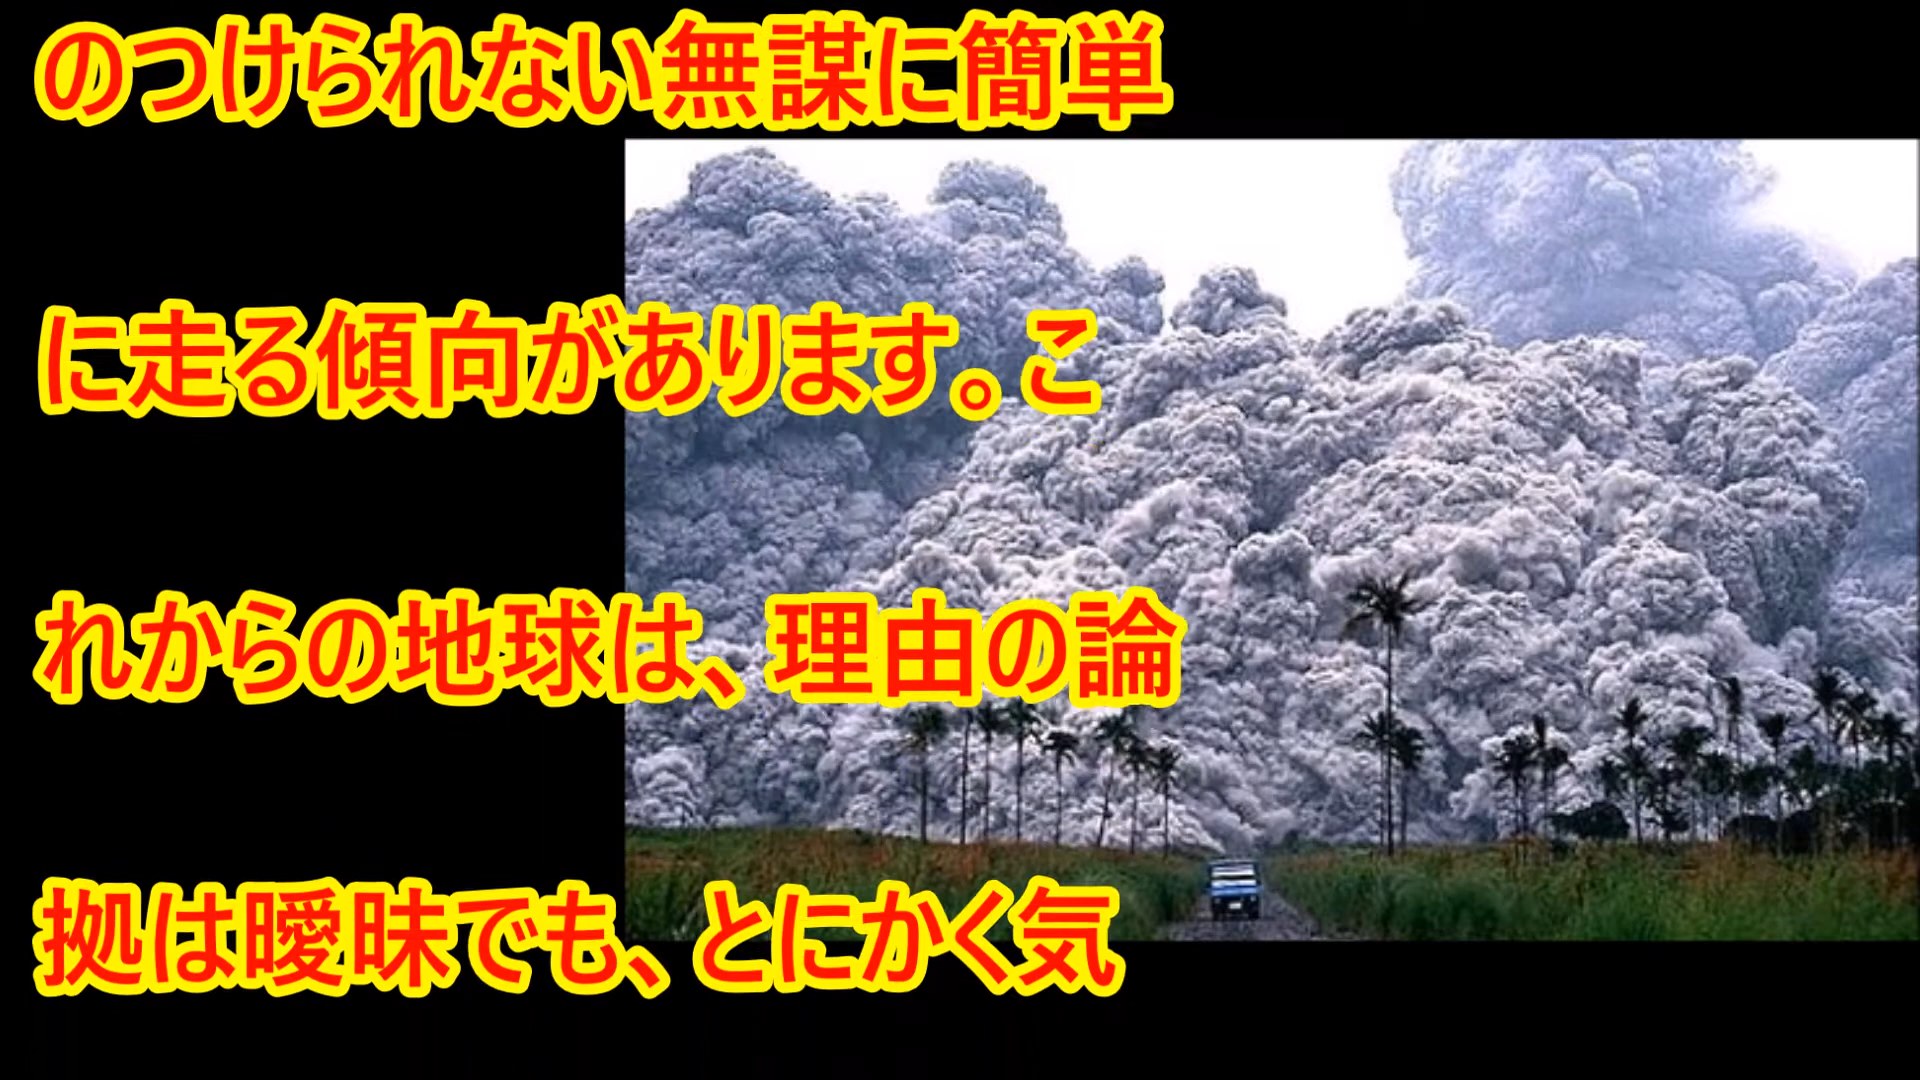 のつけられない無謀に簡単
に走る傾向があります。こ
れからの地球は、理由の論
拠は曖昧でも、とにかく気